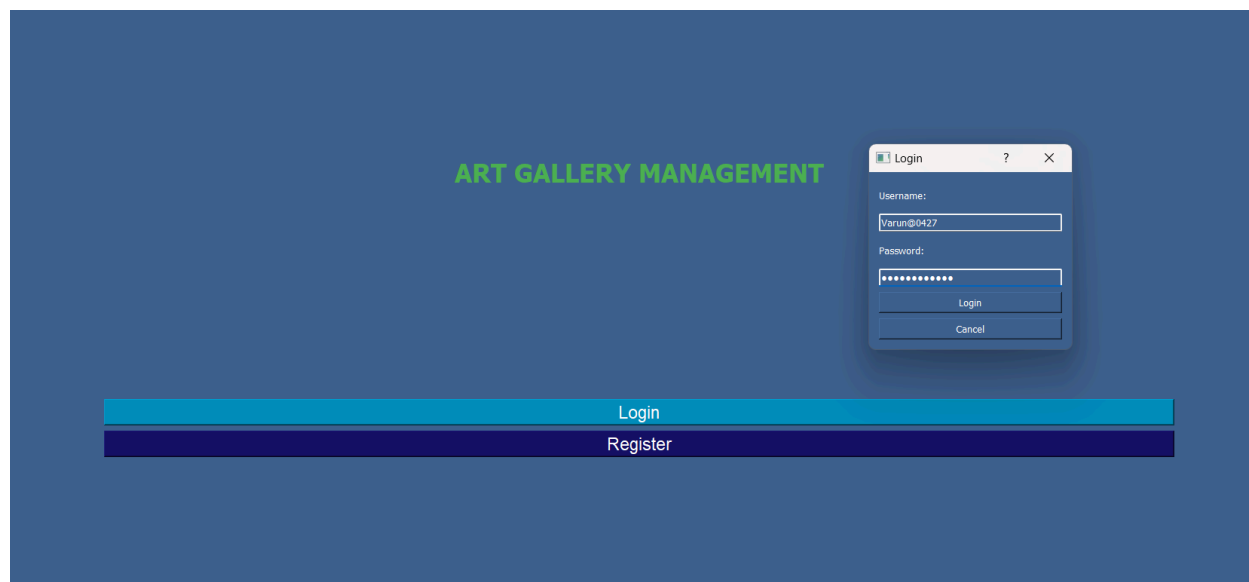 ART GALLERY MANAGEMENT
Login ?
Username:
Varun@0427
Password:
••••••••••••
Login
Cancel
Login
Register